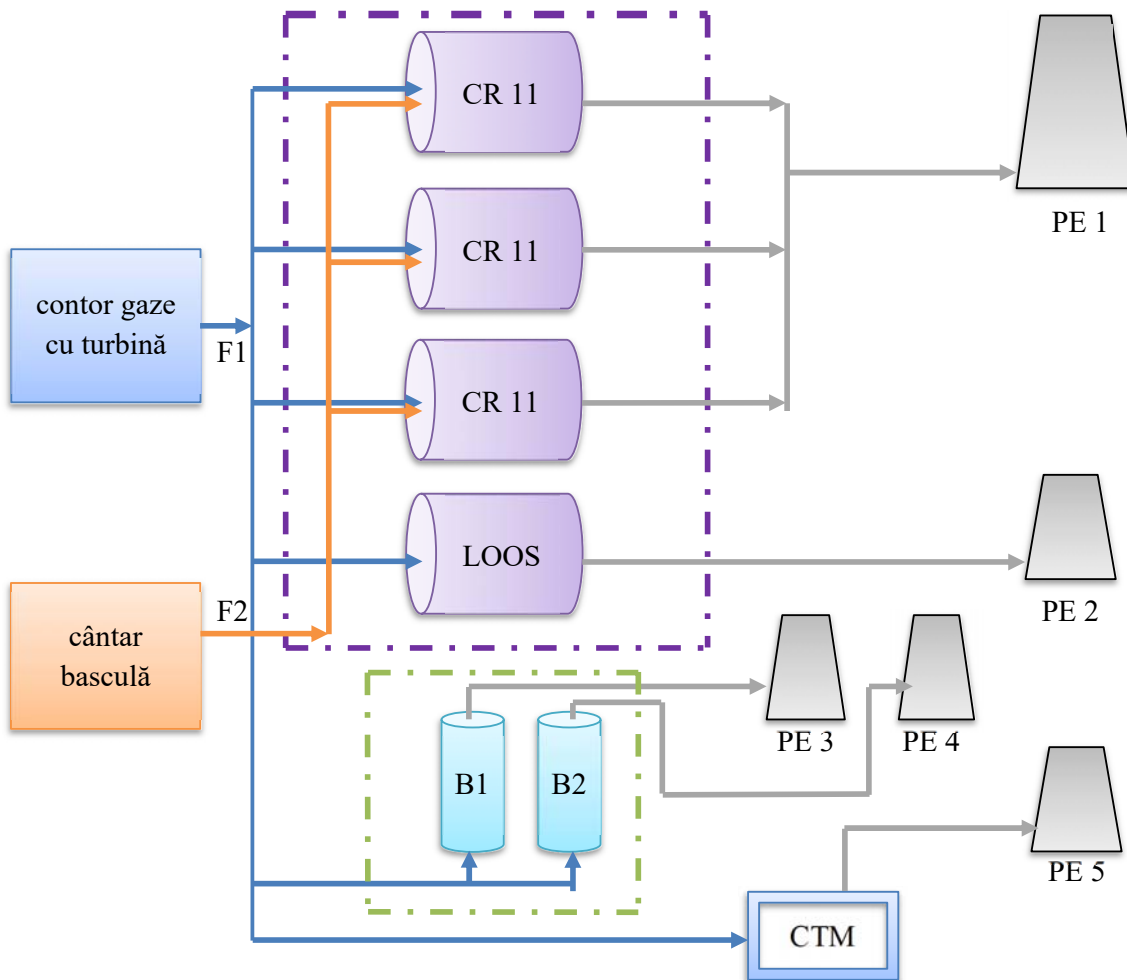 CR 11
PE 1
CR 11
contor gaze
cu turbină
F1
CR 11
LOOS
PE 2
F2
cântar
basculă
PE 3
PE 4
B1
B2
PE 5
CTM